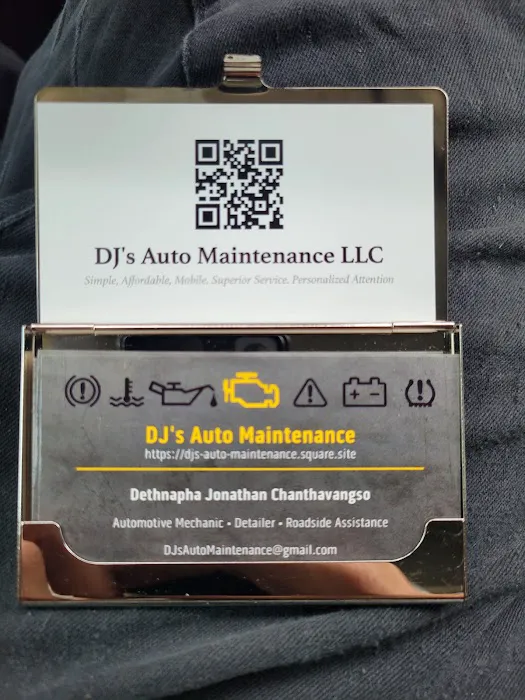 DJ's Auto Maintenance LLC
Simple, Affordable, Mobile, Superior Service. Personalized Attention
DJ's Auto Maintenance
https://djs-auto-maintenance.square.site
Dethnapha Jonathan Chanthavangso
Automotive Mechanic • Detailer • Roadside Assistance
DJsAutoMaintenance@gmail.com